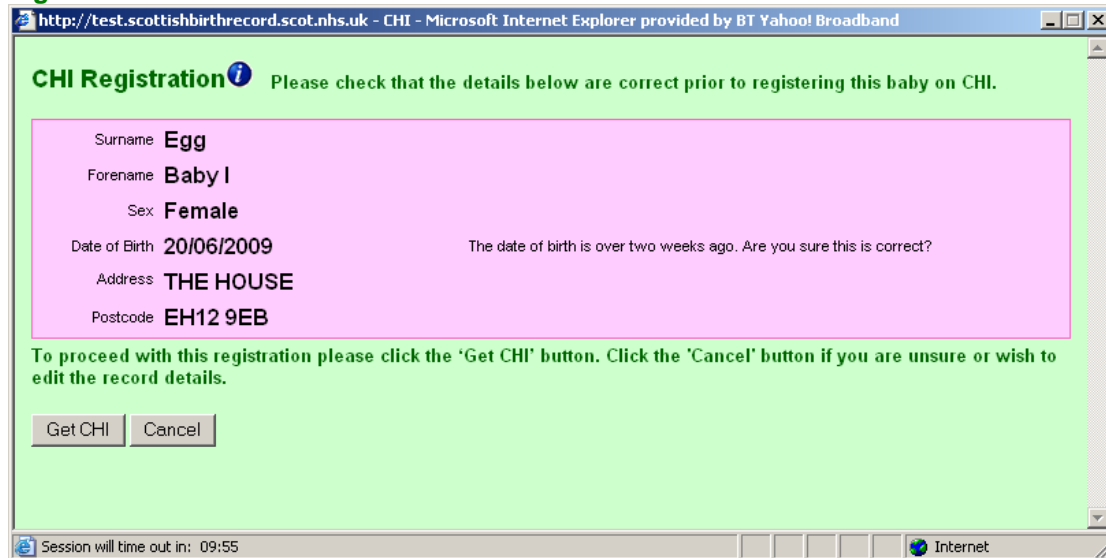 http://test.scottishbirthrecord.scot.nhs.uk - CHI - Microsoft Internet Explorer provided by BT Yahoo! Broadband
CHI Registration i Please check that the details below are correct prior to registering this baby on CHI.
Surname Egg
Forename Baby I
Sex Female
Date of Birth 20/06/2009 The date of birth is over two weeks ago. Are you sure this is correct?
Address THE HOUSE
Postcode EH12 9EB
To proceed with this registration please click the 'Get CHI' button. Click the 'Cancel' button if you are unsure or wish to
edit the record details.
Get CHI Cancel
Session will time out in: 09:55 Internet